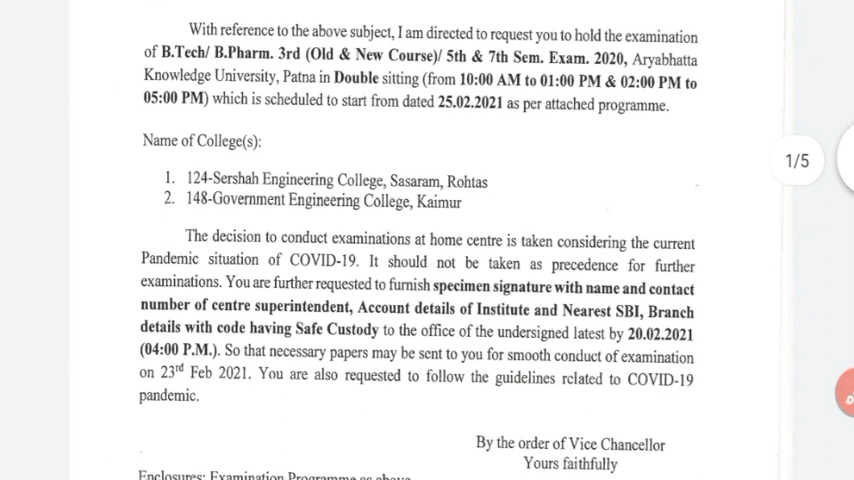 With reference to the above subject, I am directed to request you to hold the examination
of B.Tech/ B.Pharm. 3rd (Old & New Course)/ 5th & 7th Sem. Exam. 2020, Aryabhatta
Knowledge University, Patna in Double sitting (from 10:00 AM to 01:00 PM & 02:00 PM to
05:00 PM) which is scheduled to start from dated 25.02.2021 as per attached programme.
1/5
Name of College(s):
1. 124-Sershah Engineering College, Sasaram, Rohtas
2. 148-Government Engineering College, Kaimur
The decision to conduct examinations at home centre is taken considering the current
Pandemic situation of COVID-19. It should not be taken as precedence for further
examinations. You are further requested to furnish specimen signature with name and contact
number of centre superintendent, Account details of Institute and Nearest SBI, Branch
details with code having Safe Custody to the office of the undersigned latest by 20.02.2021
(04:00 P.M.). So that necessary papers may be sent to you for smooth conduct of examination
on 23rd Feb 2021. You are also requested to follow the guidelines related to COVID-19
pandemic.
By the order of Vice Chancellor
Yours faithfully
Enclosures: Examination Programme as above